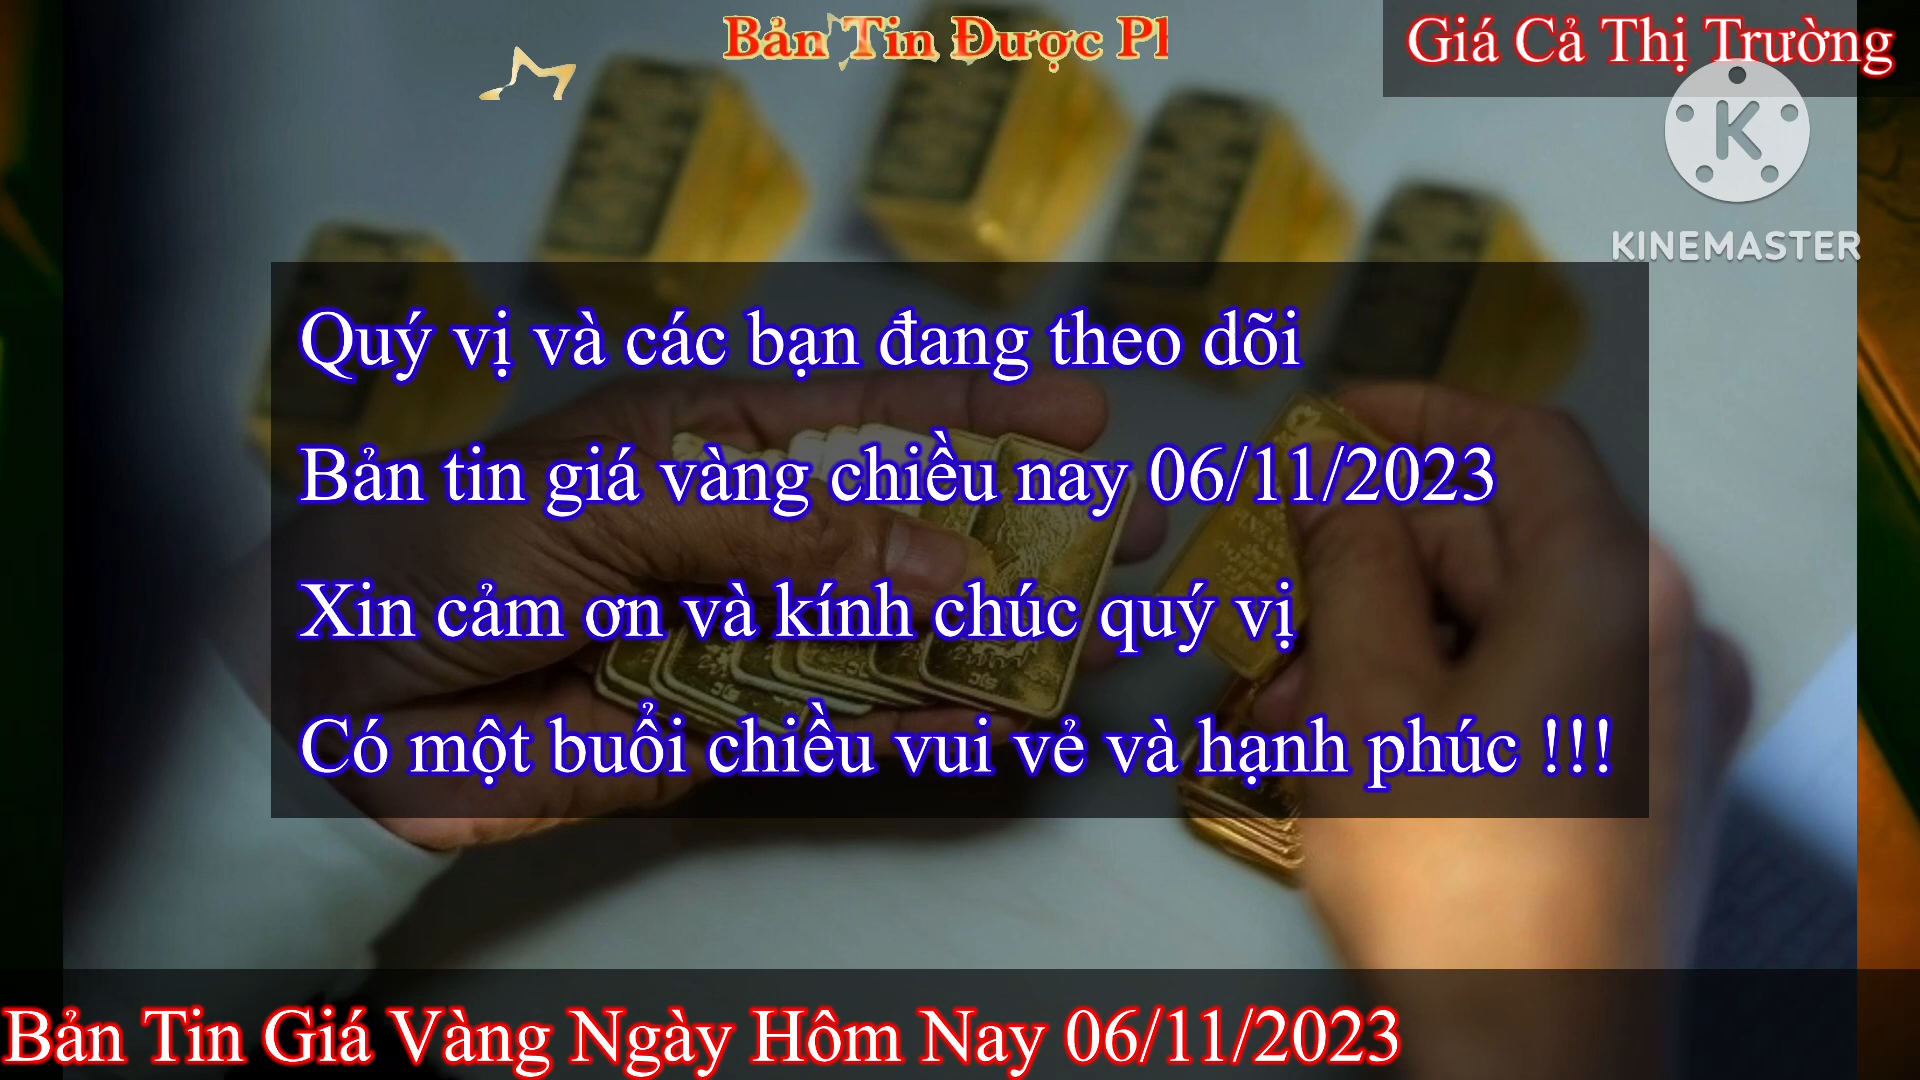 Bản Tin Được
Giá Cả Thị Trường
KINEMASTER
Quý vị và các bạn đang theo dõi
Bản tin giá vàng chiều nay 06/11/2023
Xin cảm ơn và kính chúc quý vị
Có một buổi chiều vui vẻ và hạnh phúc !!!
Bản Tin Giá Vàng Ngày Hôm Nay 06/11/2023